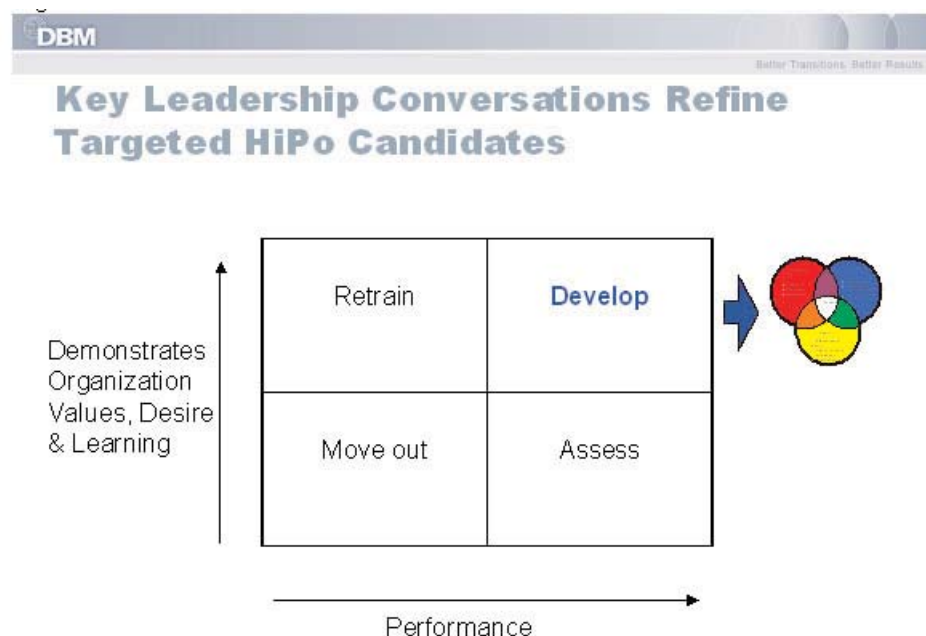 DBM
Better Transitions. Better Results
Key Leadership Conversations Refine
Targeted HiPo Candidates
Retrain
Develop
Demonstrates
Organization
Values, Desire
& Learning
Move out
Assess
Performance